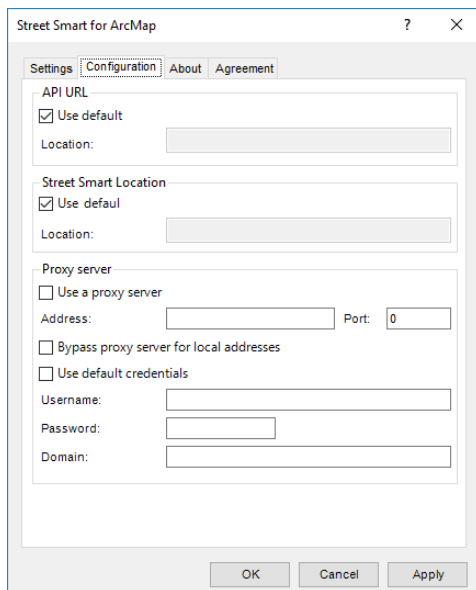 Street Smart for ArcMap ? ×
Settings Configuration About Agreement
API URL
Use default
Location:
Street Smart Location
Use defaul
Location:
Proxy server
Use a proxy server
Address: Port: 0
Bypass proxy server for local addresses
Use default credentials
Username:
Password:
Domain:
OK Cancel Apply